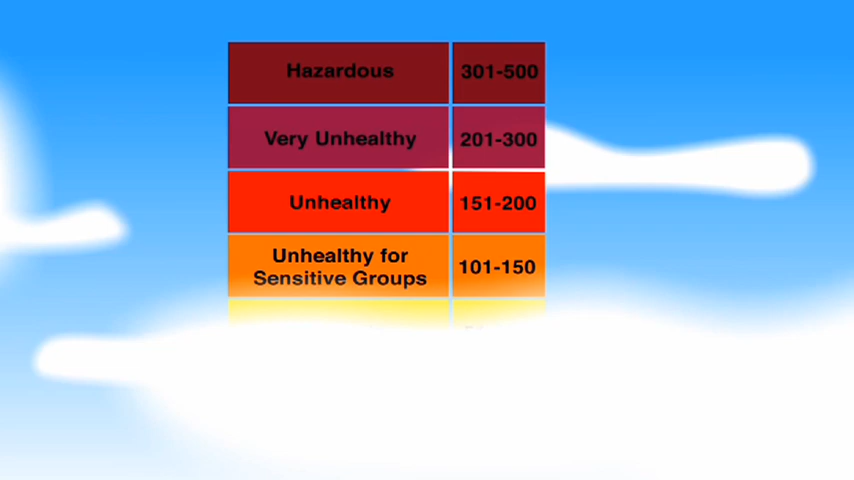 Hazardous 301-500
Very Unhealthy 201-300
Unhealthy 151-200
Unhealthy for
Sensitive Groups 101-150